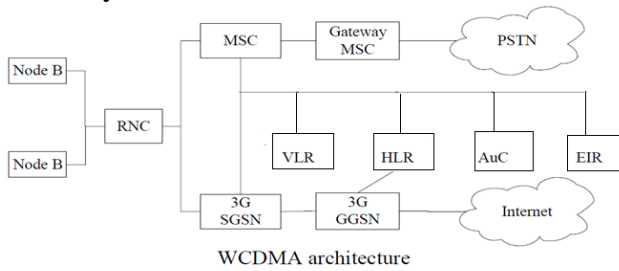 MSC
Gateway
MSC
PSTN
Node B
RNC
Node B
VLR
HLR
AuC
EIR
3G
SGSN
3G
GGSN
Internet
WCDMA architecture